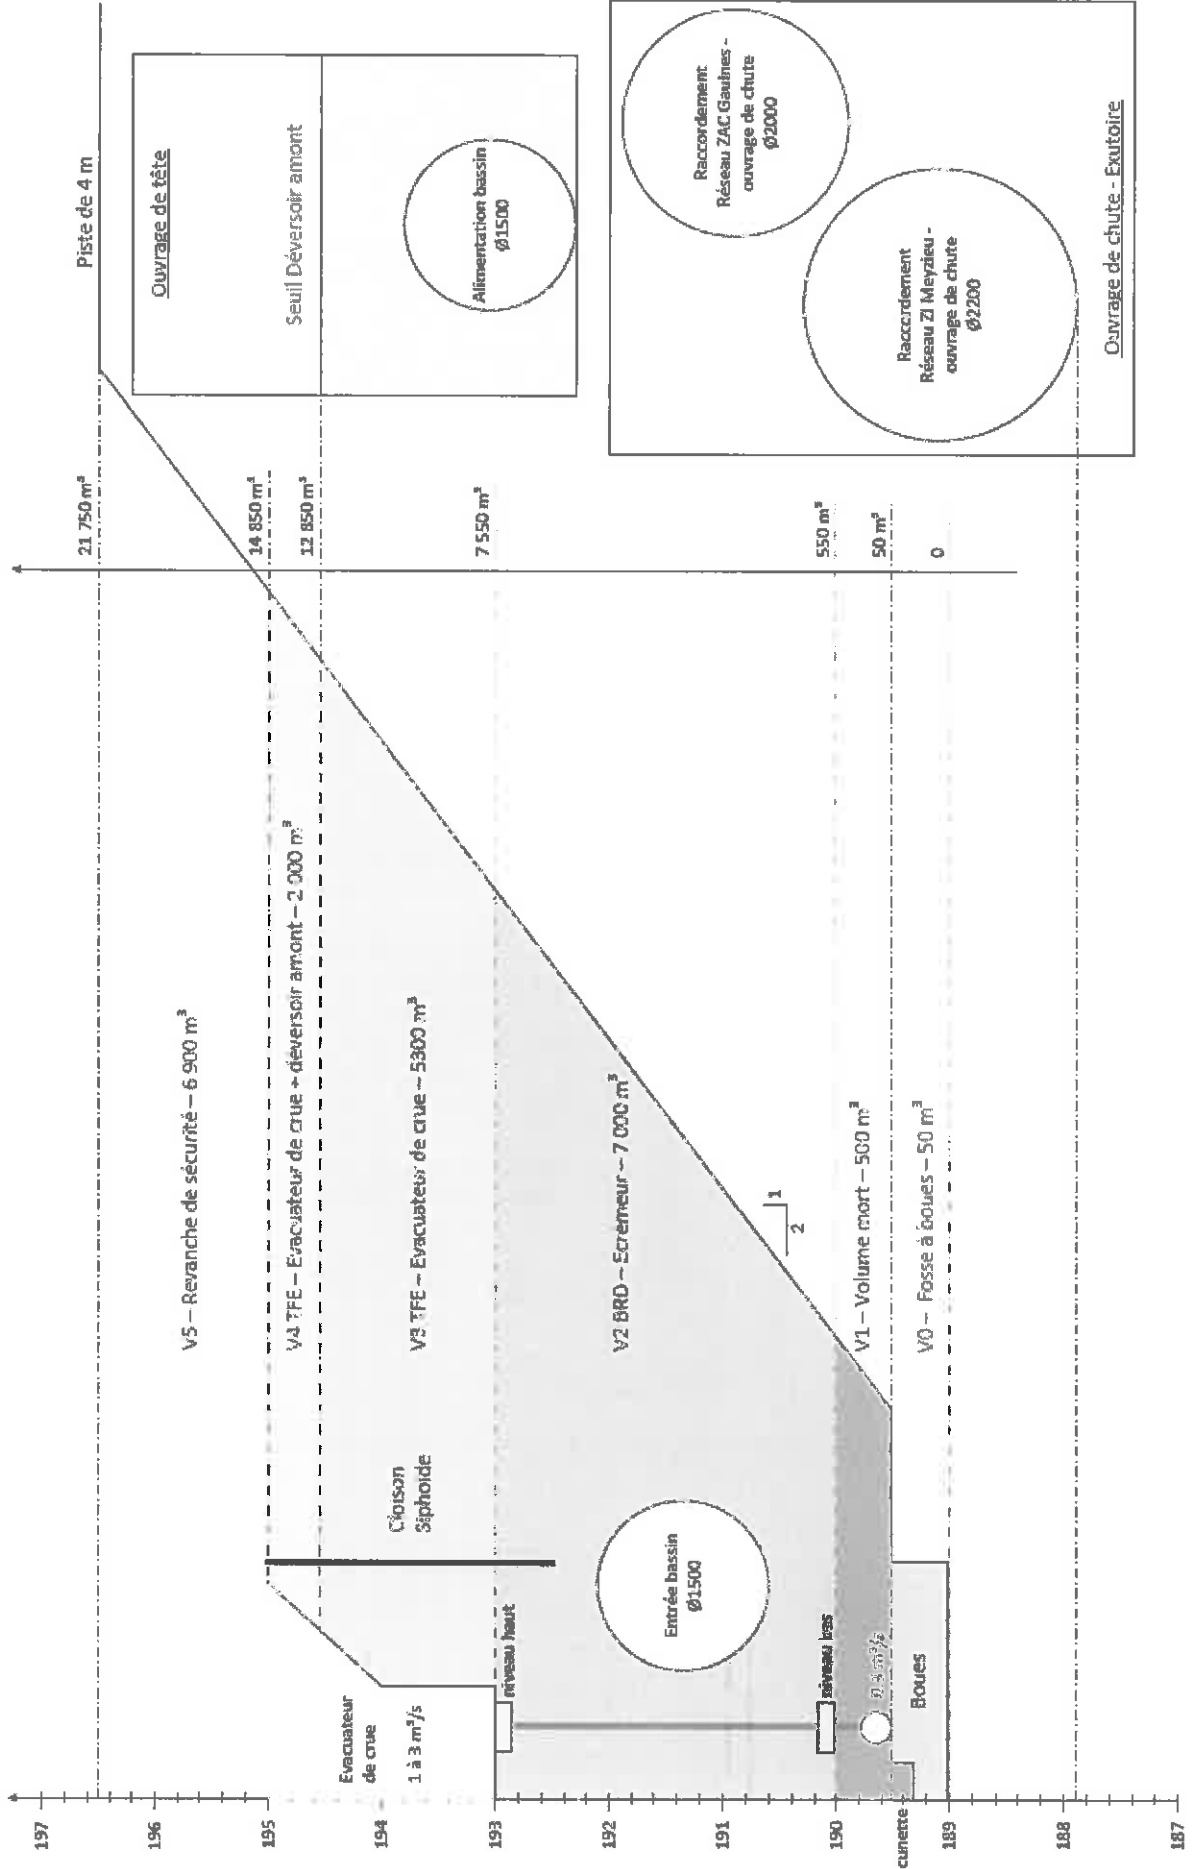 Piste de 4 m
Ouvrage de tête
Seuil Déversoir amont
Alimentation bassin
Ø1500
Raccordement
Réseau ZAC Gaulnes -
ouvrage de chute
Ø2000
Raccordement
Réseau ZI Meyzieu -
ouvrage de chute
Ø2200
Ouvrage de chute - Exutoire
21 750 m³
14 850 m³
12 850 m³
7 550 m³
550 m³
50 m³
0
V5 – Revanche de sécurité – 6 900 m³
V4 TFE – Evacuateur de crue + déversoir amont – 2 000 m³
V3 TFE – Evacuateur de crue – 5300 m³
V2 BRD – Ecremeur – 7 000 m³
1
2
V1 – Volume mort – 500 m³
V0 – Fosse à boues – 50 m³
Cloison
Siphoide
Entrée bassin
Ø1500
niveau haut
niveau bas
Boues
Evacuateur
de crue
1 à 3 m³/s
cunette
197
196
195
194
193
192
191
190
189
188
187